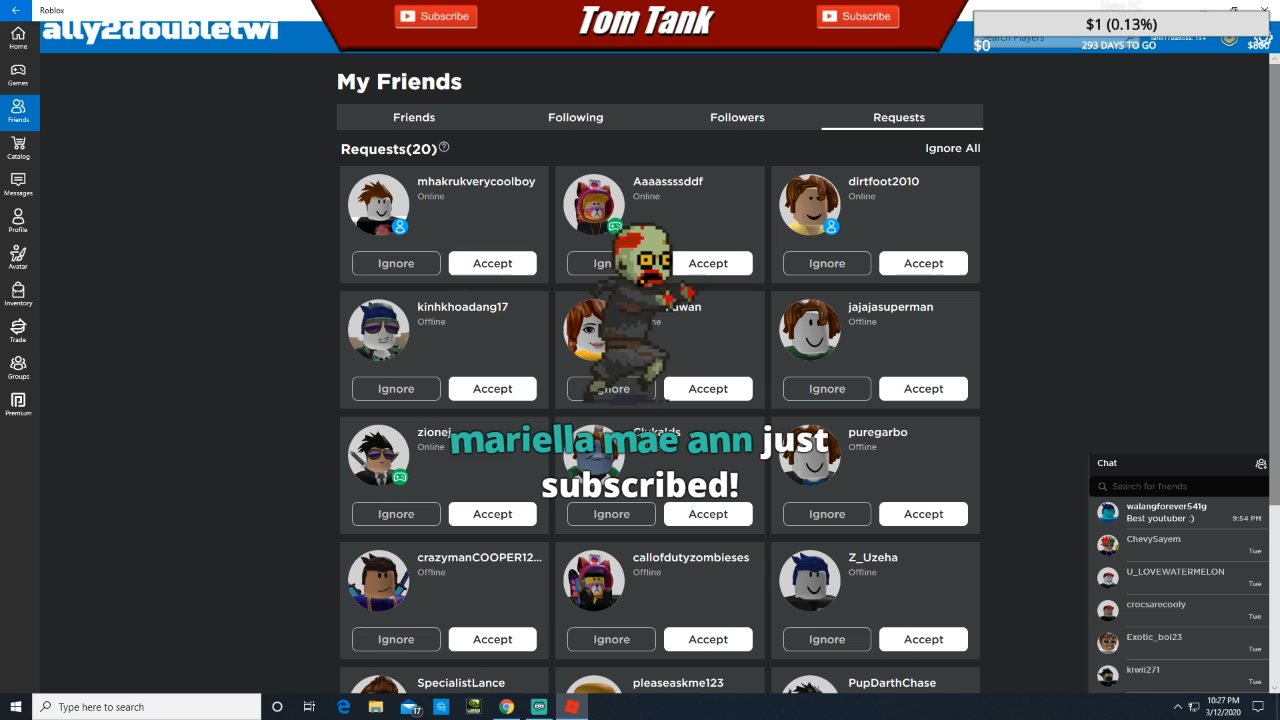 Roblox
Subscribe
Tom Tank
Subscribe
$1 (0.13%)
$0
293 DAYS TO GO
$800
ally2doubletwi
Home
Games
Friends
Catalog
Messages
Profile
Avatar
Inventory
Trade
Groups
Premium
My Friends
Friends
Following
Followers
Requests
Requests(20)
Ignore All
mhakrukverycoolboy
Online
Ignore
Accept
Aaaassssddf
Online
Ign
Accept
dirtfoot2010
Online
Ignore
Accept
kinhkhoadang17
Offline
Ignore
Accept
Accept
jajajasuperman
Offline
Ignore
Accept
zionej
Online
Ignore
Accept
Ignore
Accept
puregarbo
Offline
Ignore
Accept
mariella mae ann just
subscribed!
crazymanCOOPER12...
Offline
Ignore
Accept
callofdutyzombieses
Offline
Ignore
Accept
Z_Uzeha
Offline
Ignore
Accept
SpecialistLance
pleaseaskme123
PupDarthChase
Chat
Search for friends
walangforever541g
Best youtuber :)
9:54 PM
ChevySayem
Tue
U_LOVEWATERMELON
Tue
crocsarecooly
Tue
Exotic_boi23
Tue
kiwii271
Tue
Type here to search
17
10:27 PM
3/12/2020